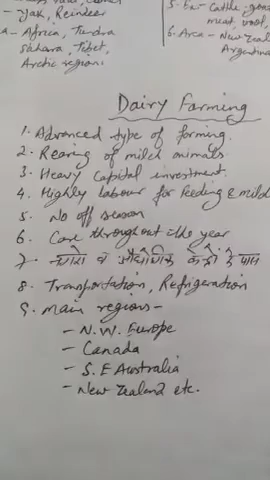 - Yak, Reindeer
- Africa, Tundra
Sahara, Tibet,
Arctic regions
5. Ex- Cattle, goa
meat, wool
6. Area - New Zeal
Argentina
Dairy Farming
1. Advanced type of farming.
2. Rearing of milch animals.
3. Heavy Capital investment.
4. Highly labour for feeding & milch
5. No off season
6. Care throughout the year
7. व औद्योगिक केन्द्रों के पास
8. Transportation, Refrigeration
9. main regions -
- N.W. Europe
- Canada
- S.E Australia
- New Zealand etc.